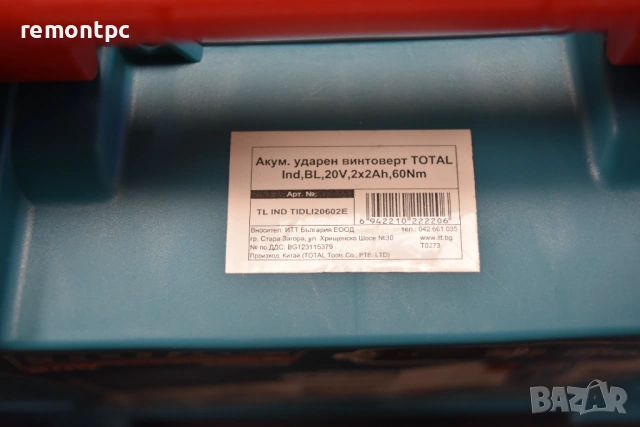 remontpc
remontpc
Акум. ударен винтоверт TOTAL
Ind,BL,20V,2x2Ah,60Nm
Арт. №:
TL IND TIDLI20602E
6 942210 222206
Вносител: ИТТ България ЕООД
тел.: 042 661 035
гр. Стара Загора, ул. Хрищенско Шосе №30
www.itt.bg
№ по ДДС: BG123115379
T0273
Произход: Китай (TOTAL Tools Co., PTE. LTD)
BAZAR